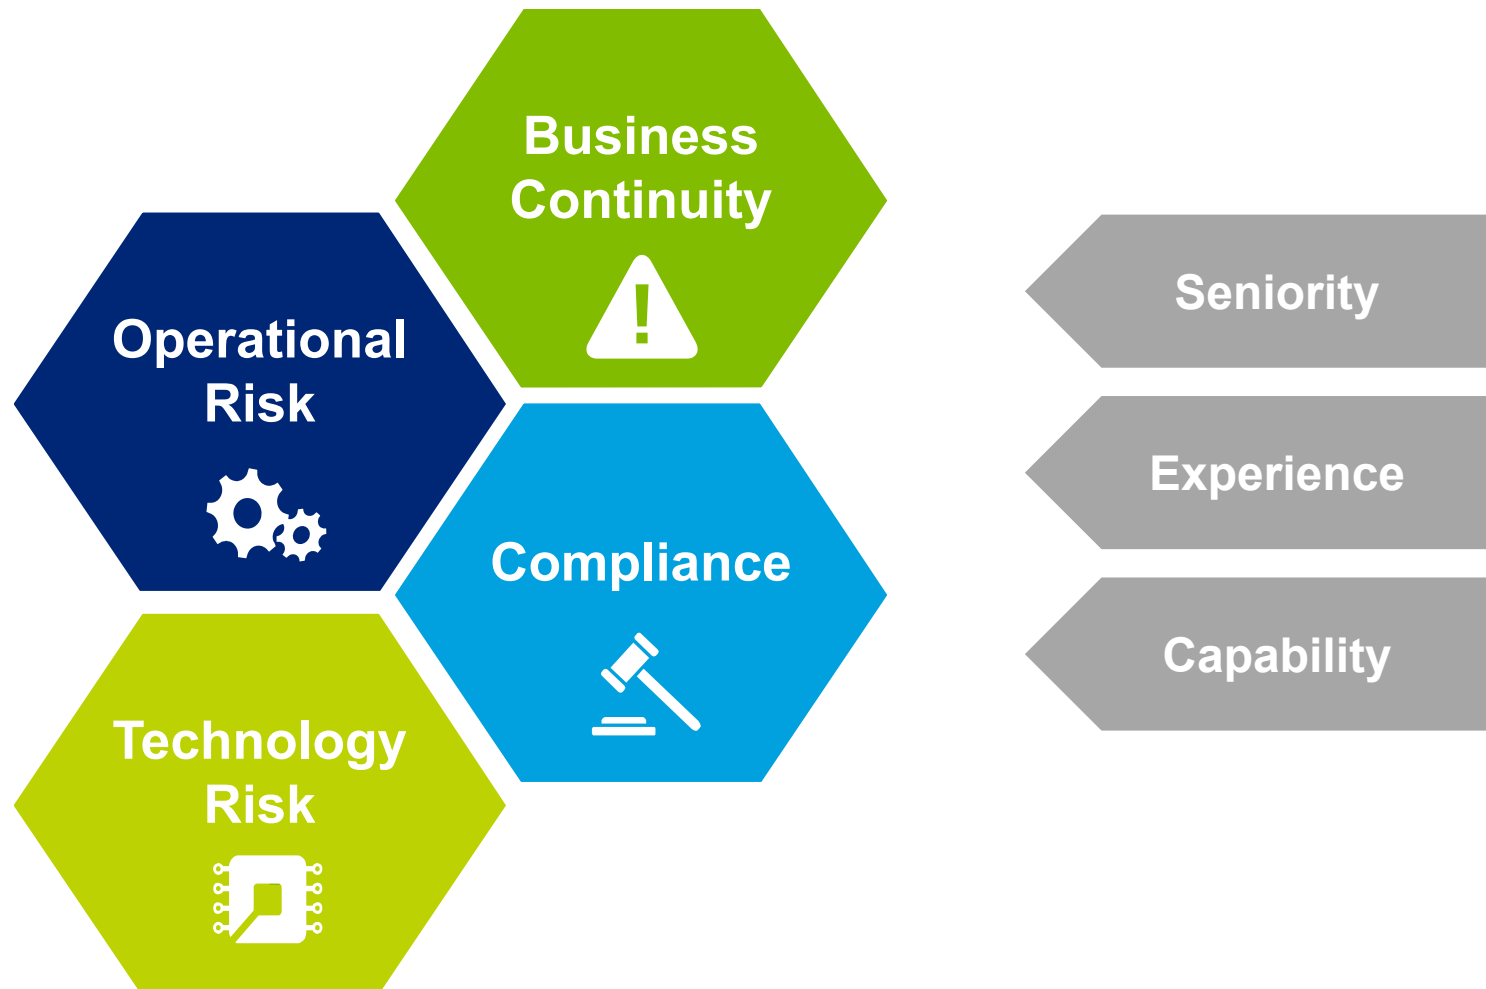 Business
Continuity
Operational
Risk
Compliance
Technology
Risk
Seniority
Experience
Capability